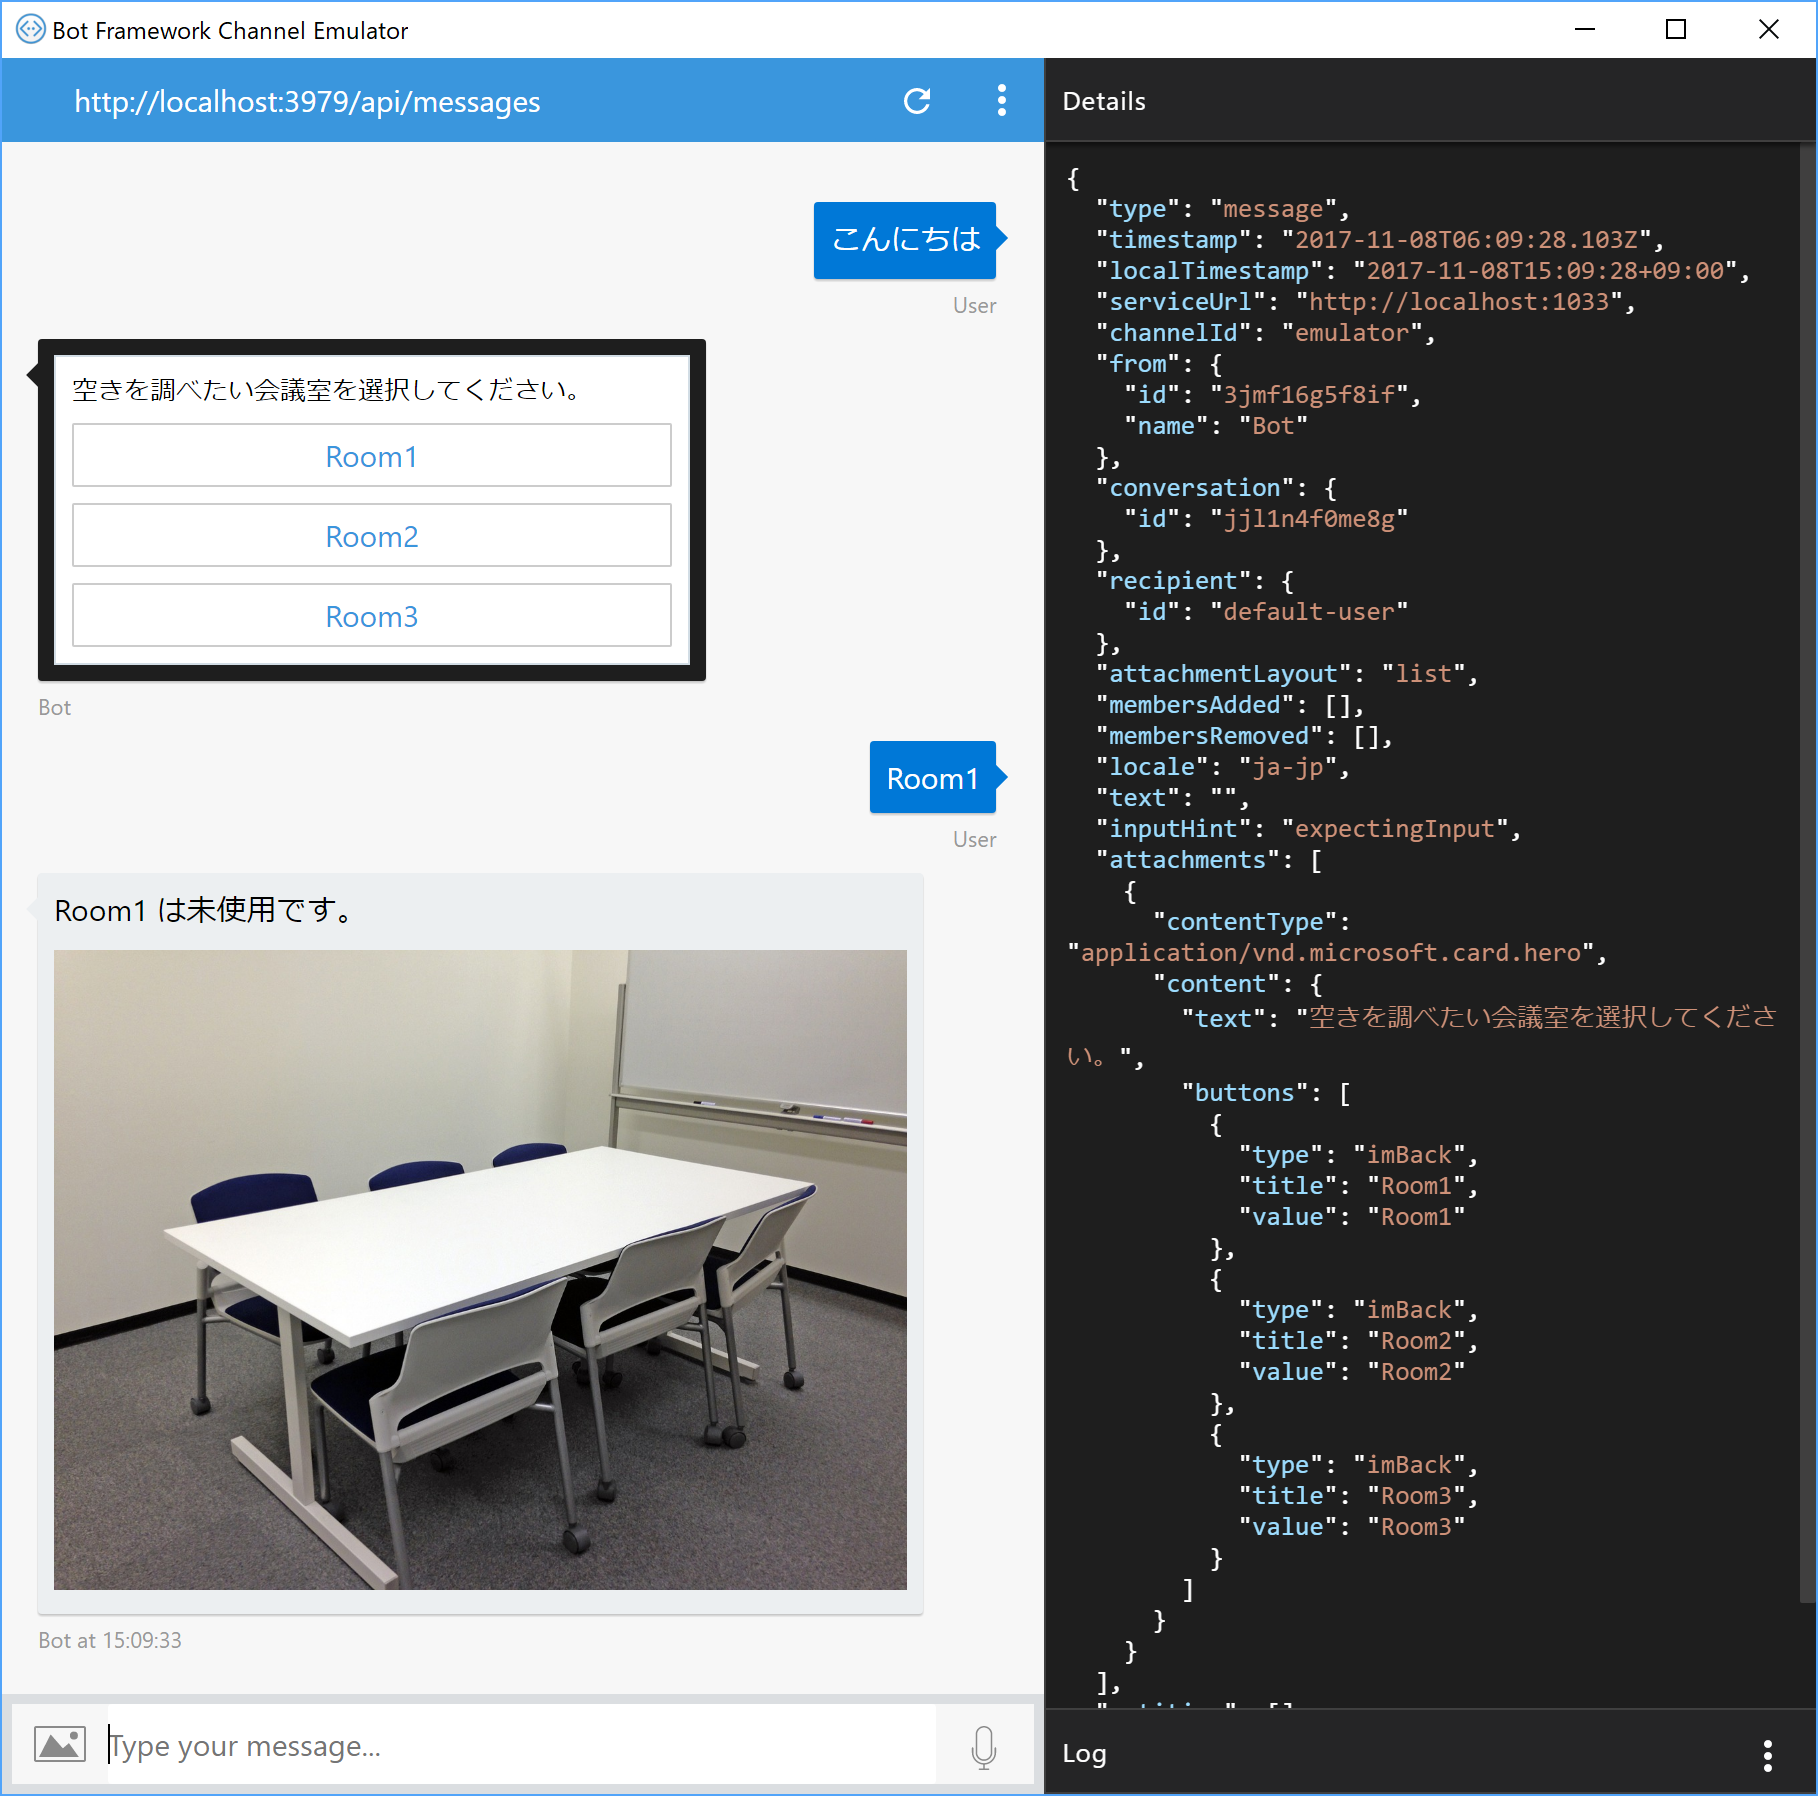 Bot Framework Channel Emulator
http://localhost:3979/api/messages
こんにちは
User
空きを調べたい会議室を選択してください。
Room1
Room2
Room3
Bot
Room1
User
Room1 は未使用です。
Bot at 15:09:33
Type your message...
Details
{
"type": "message",
"timestamp": "2017-11-08T06:09:28.103Z",
"localTimestamp": "2017-11-08T15:09:28+09:00",
"serviceUrl": "http://localhost:1033",
"channelId": "emulator",
"from": {
"id": "3jmf16g5f8if",
"name": "Bot"
},
"conversation": {
"id": "jjl1n4f0me8g"
},
"recipient": {
"id": "default-user"
},
"attachmentLayout": "list",
"membersAdded": [],
"membersRemoved": [],
"locale": "ja-jp",
"text": "",
"inputHint": "expectingInput",
"attachments": [
{
"contentType":
"application/vnd.microsoft.card.hero",
"content": {
"text": "空きを調べたい会議室を選択してくださ
い。",
"buttons": [
{
"type": "imBack",
"title": "Room1",
"value": "Room1"
},
{
"type": "imBack",
"title": "Room2",
"value": "Room2"
},
{
"type": "imBack",
"title": "Room3",
"value": "Room3"
}
]
}
}
],
Log